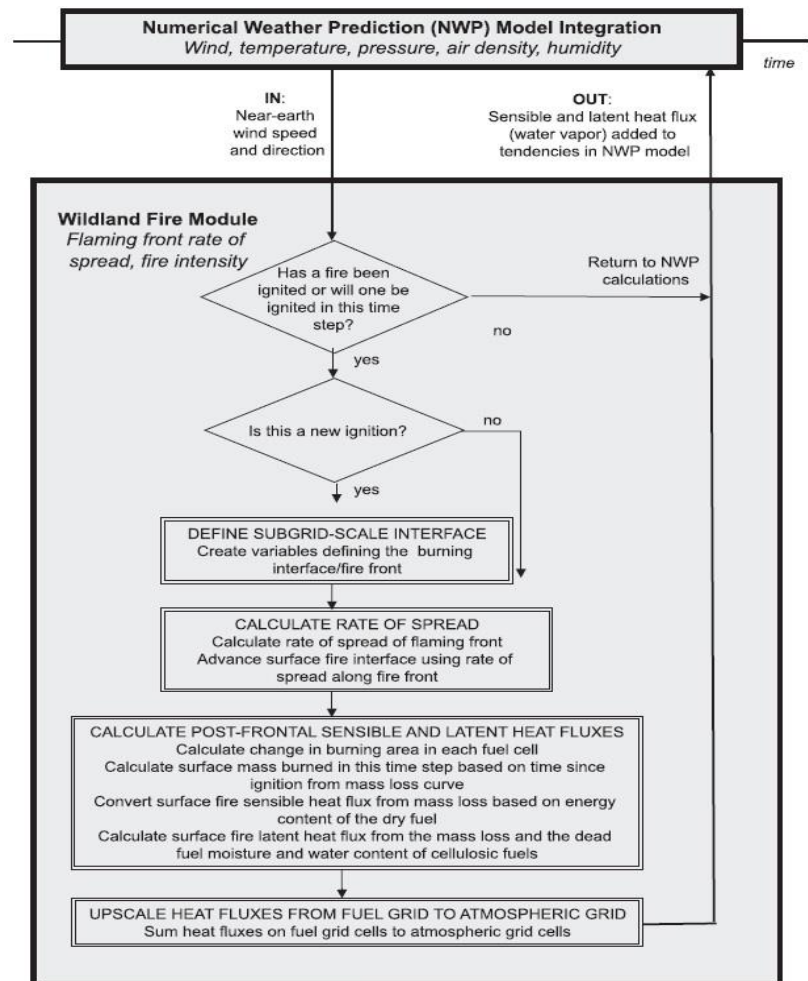 Numerical Weather Prediction (NWP) Model Integration
Wind, temperature, pressure, air density, humidity
time
IN:
Near-earth
wind speed
and direction
OUT:
Sensible and latent heat flux
(water vapor) added to
tendencies in NWP model
Wildland Fire Module
Flaming front rate of
spread, fire intensity
Has a fire been
ignited or will one be
ignited in this time
step?
Return to NWP
calculations
no
yes
Is this a new ignition?
no
yes
DEFINE SUBGRID-SCALE INTERFACE
Create variables defining the burning
interface/fire front
CALCULATE RATE OF SPREAD
Calculate rate of spread of flaming front
Advance surface fire interface using rate of
spread along fire front
CALCULATE POST-FRONTAL SENSIBLE AND LATENT HEAT FLUXES
Calculate change in burning area in each fuel cell
Calculate surface mass burned in this time step based on time since
ignition from mass loss curve
Convert surface fire sensible heat flux from mass loss based on energy
content of the dry fuel
Calculate surface fire latent heat flux from the mass loss and the dead
fuel moisture and water content of cellulosic fuels
UPSCALE HEAT FLUXES FROM FUEL GRID TO ATMOSPHERIC GRID
Sum heat fluxes on fuel grid cells to atmospheric grid cells